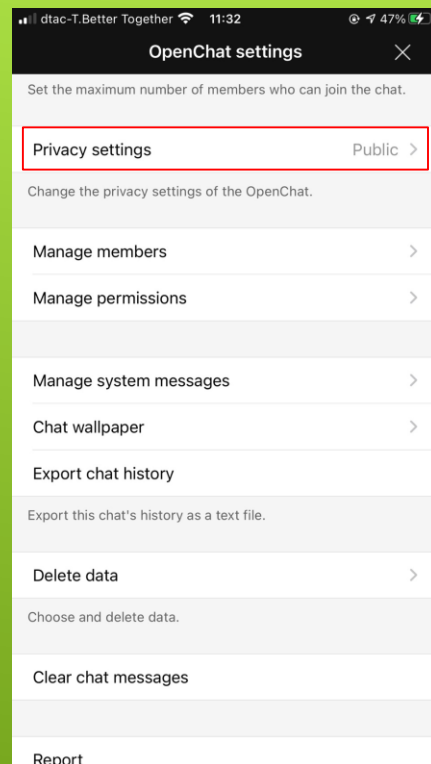 dtac-T.Better Together 11:32 47%
OpenChat settings
Set the maximum number of members who can join the chat.
Privacy settings Public
Change the privacy settings of the OpenChat.
Manage members
Manage permissions
Manage system messages
Chat wallpaper
Export chat history
Export this chat's history as a text file.
Delete data
Choose and delete data.
Clear chat messages
Report